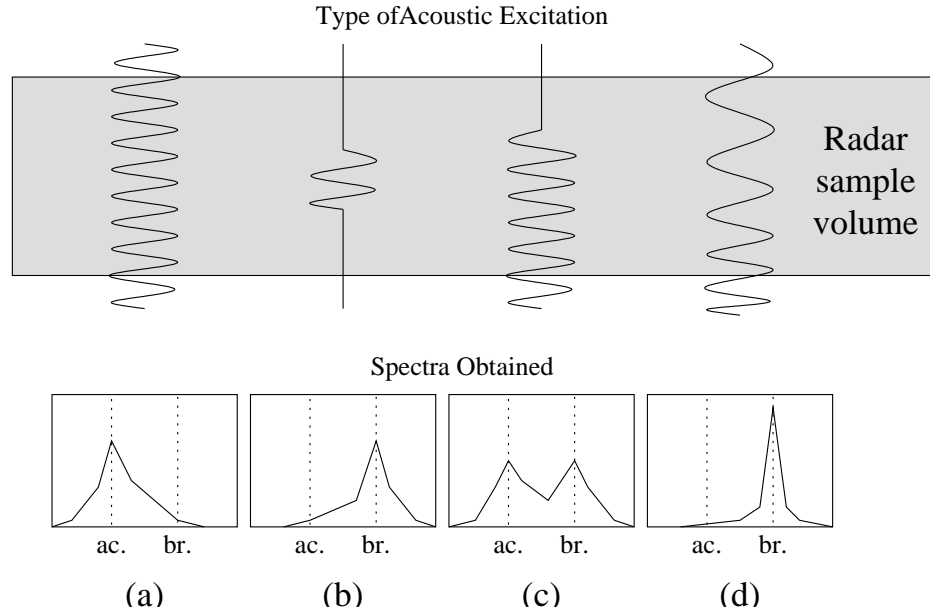 Type ofAcoustic Excitation
Radar
sample
volume
Spectra Obtained
ac. br. ac. br. ac. br. ac. br.
(a) (b) (c) (d)